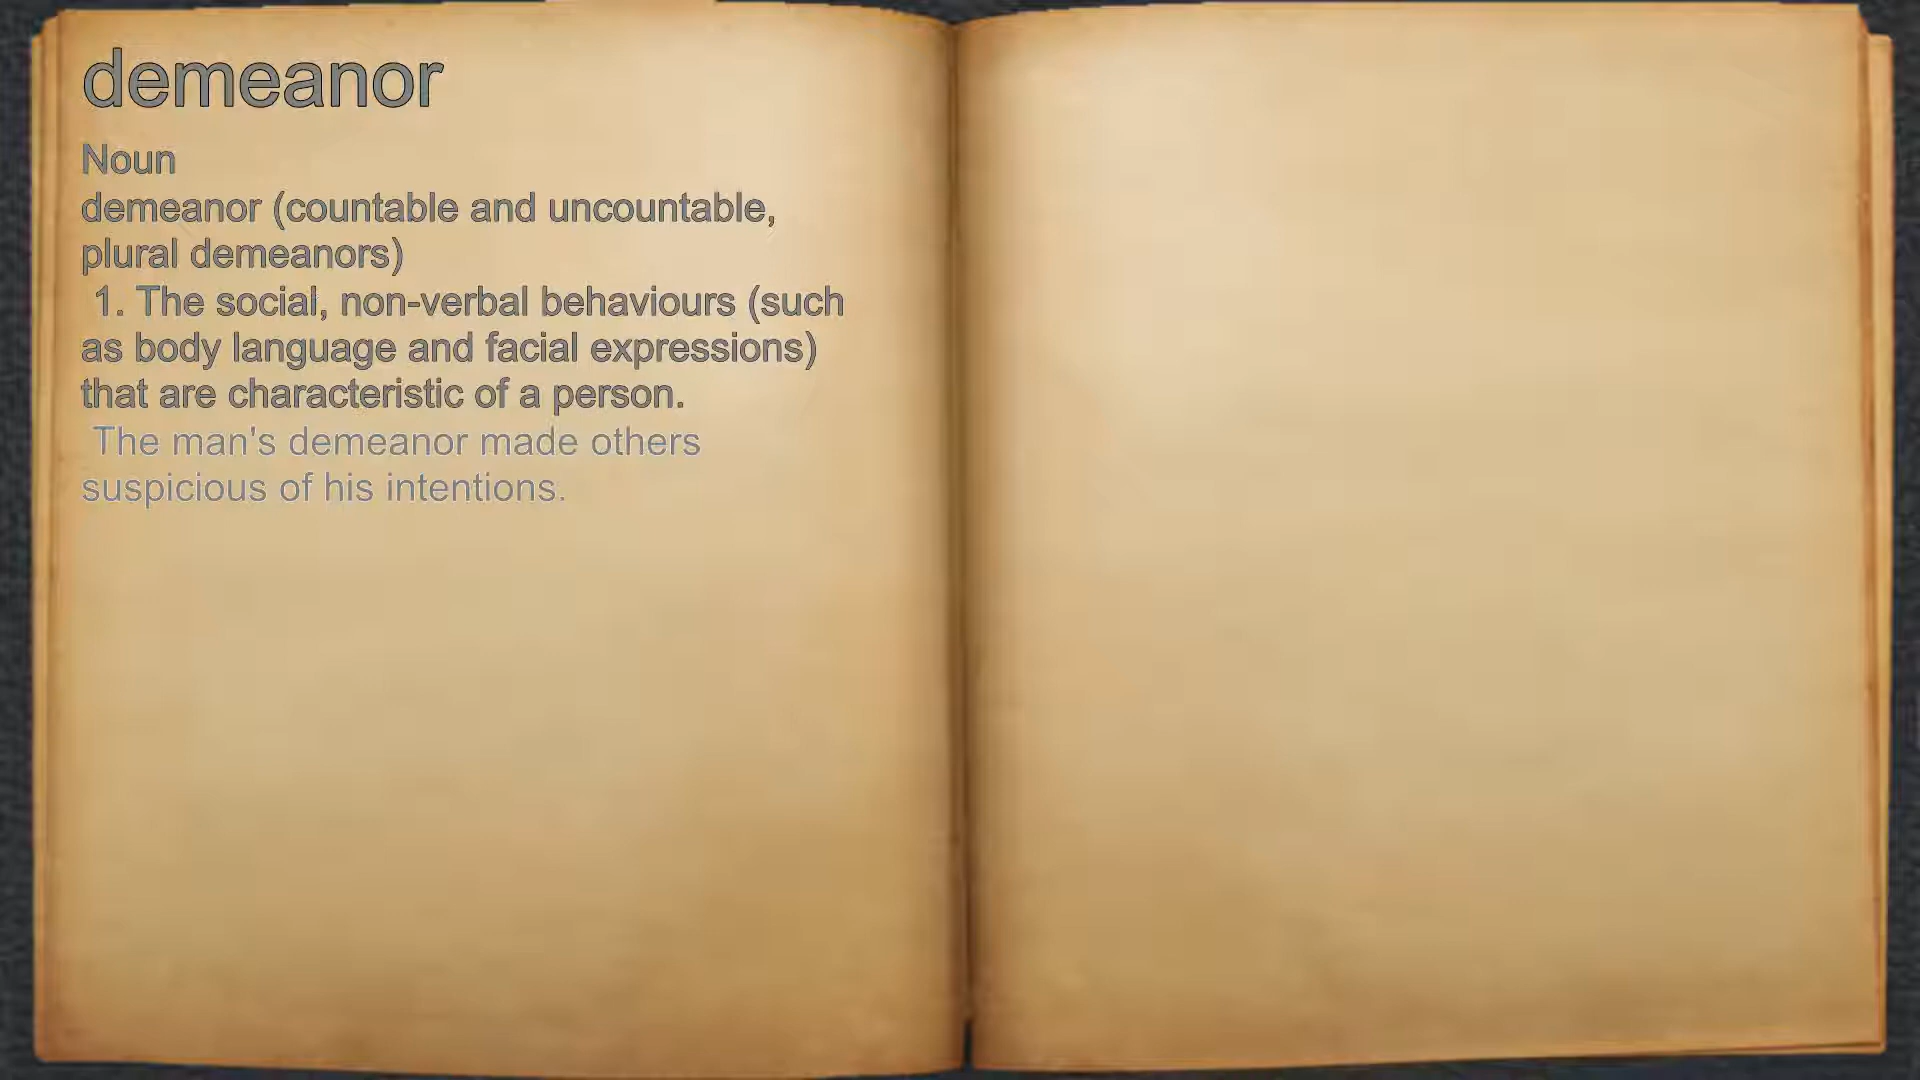 demeanor
Noun
demeanor (countable and uncountable,
plural demeanors)
1. The social, non-verbal behaviours (such
as body language and facial expressions)
that are characteristic of a person.
The man's demeanor made others
suspicious of his intentions.